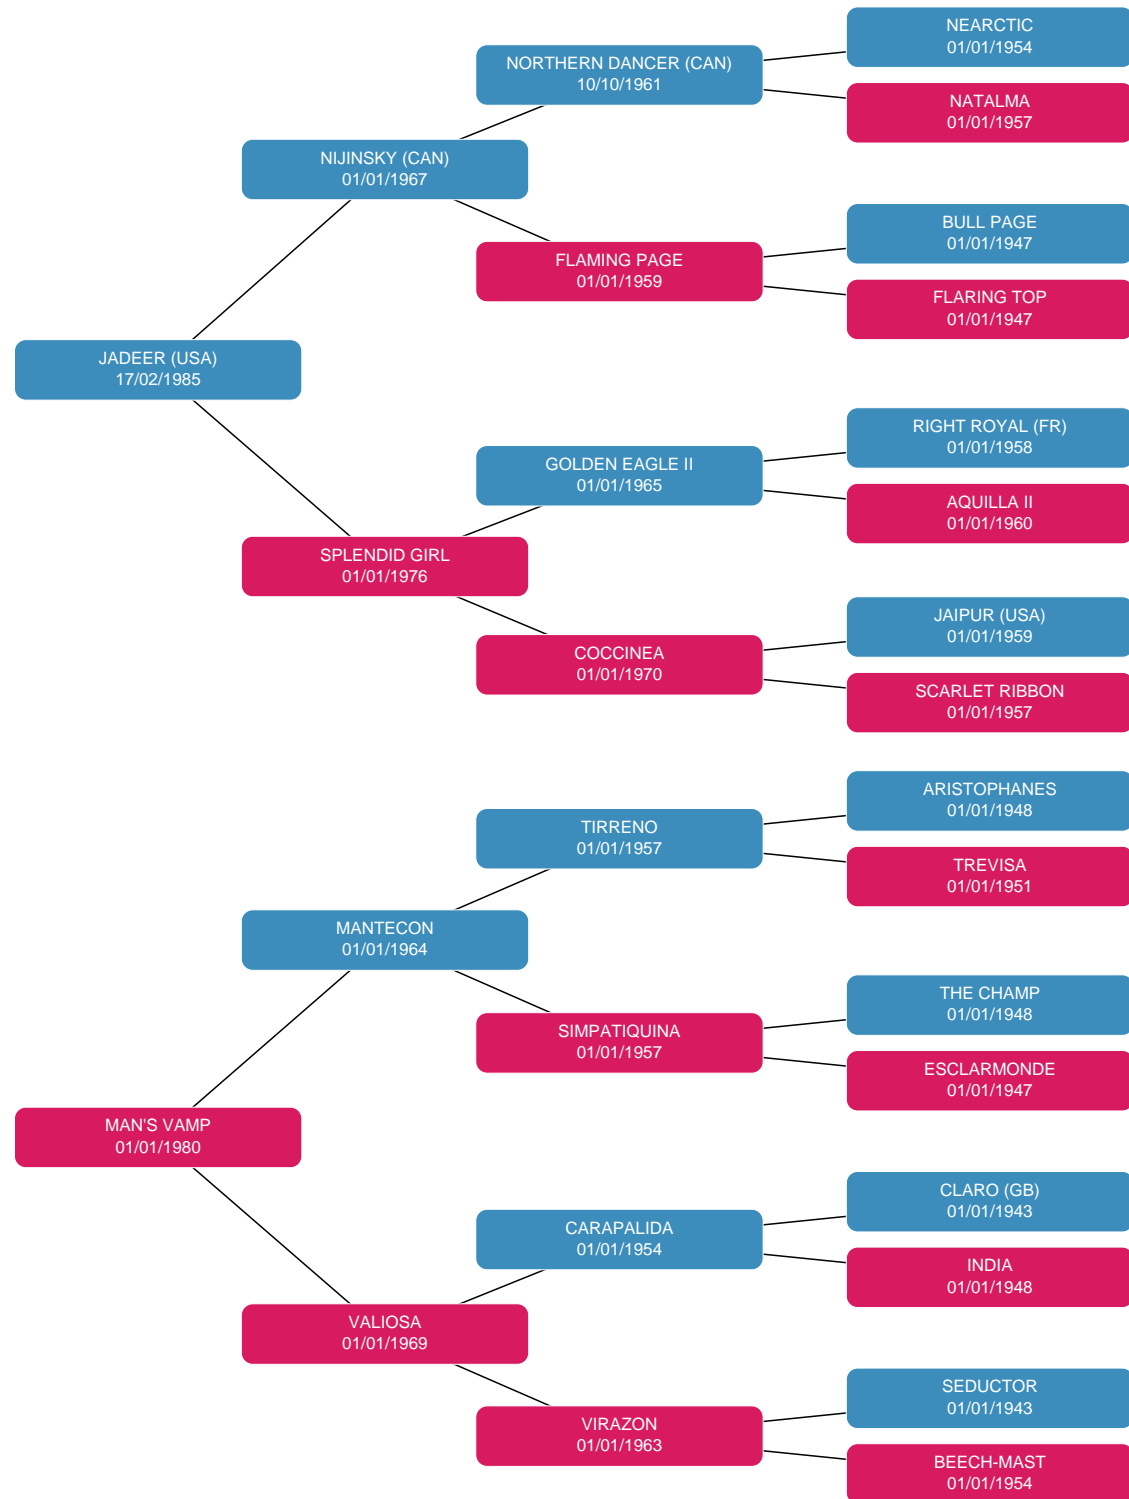 NEARCTIC
01/01/1954
NORTHERN DANCER (CAN)
10/10/1961
NATALMA
01/01/1957
NIJINSKY (CAN)
01/01/1967
BULL PAGE
01/01/1947
FLAMING PAGE
01/01/1959
FLARING TOP
01/01/1947
JADEER (USA)
17/02/1985
RIGHT ROYAL (FR)
01/01/1958
GOLDEN EAGLE II
01/01/1965
AQUILLA II
01/01/1960
SPLENDID GIRL
01/01/1976
JAIPUR (USA)
01/01/1959
COCCINEA
01/01/1970
SCARLET RIBBON
01/01/1957
ARISTOPHANES
01/01/1948
TIRRENO
01/01/1957
TREVISA
01/01/1951
MANTECON
01/01/1964
THE CHAMP
01/01/1948
SIMPATIQUINA
01/01/1957
ESCLARMONDE
01/01/1947
MAN'S VAMP
01/01/1980
CLARO (GB)
01/01/1943
CARAPALIDA
01/01/1954
INDIA
01/01/1948
VALIOSA
01/01/1969
SEDUCTOR
01/01/1943
VIRAZON
01/01/1963
BEECH-MAST
01/01/1954